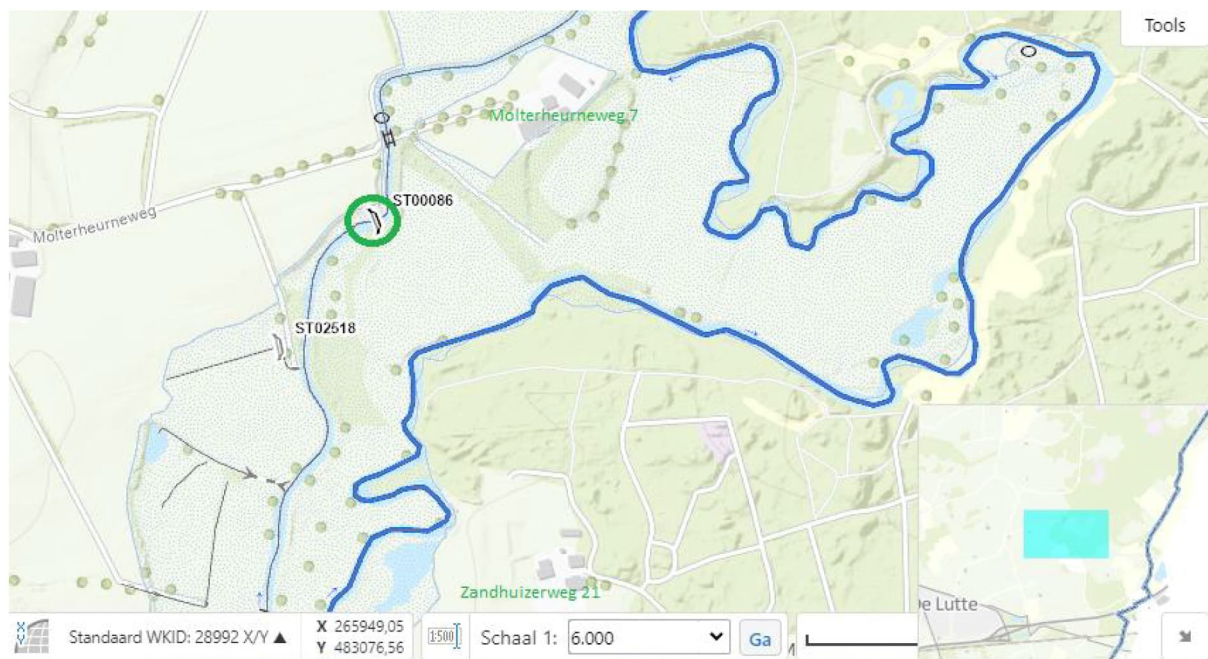 Tools
Molterheurneweg 7
ST00086
Molterheurneweg
ST02518
Zandhuizerweg 21
De Lutte
Standaard WKID: 28992 X/Y ▲
X 265949,05
Y 483076,56
1:500
Schaal 1:
6.000
Ga